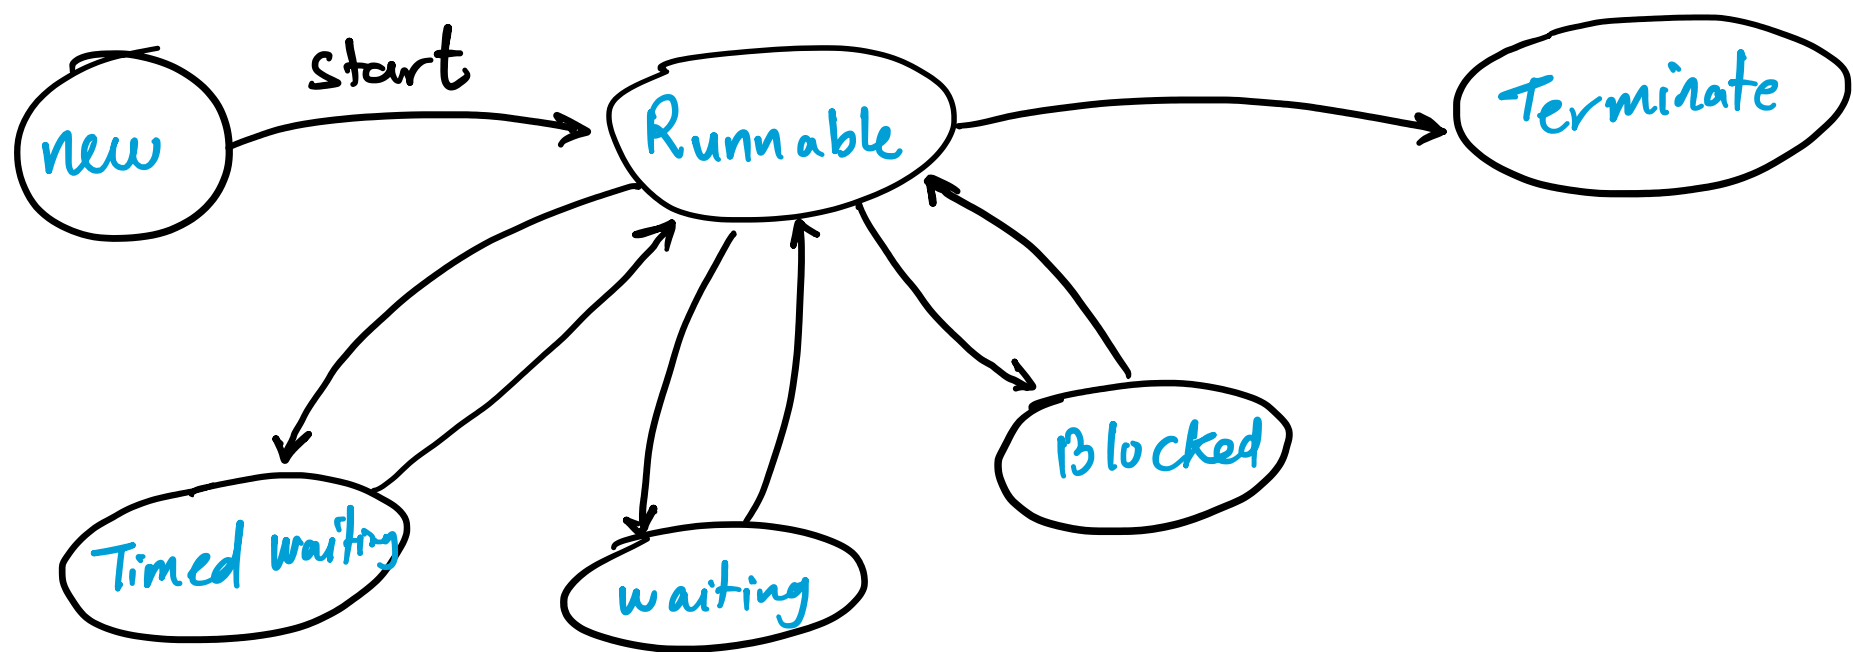 start
new
Runnable
Terminate
Blocked
Timed waiting
waiting